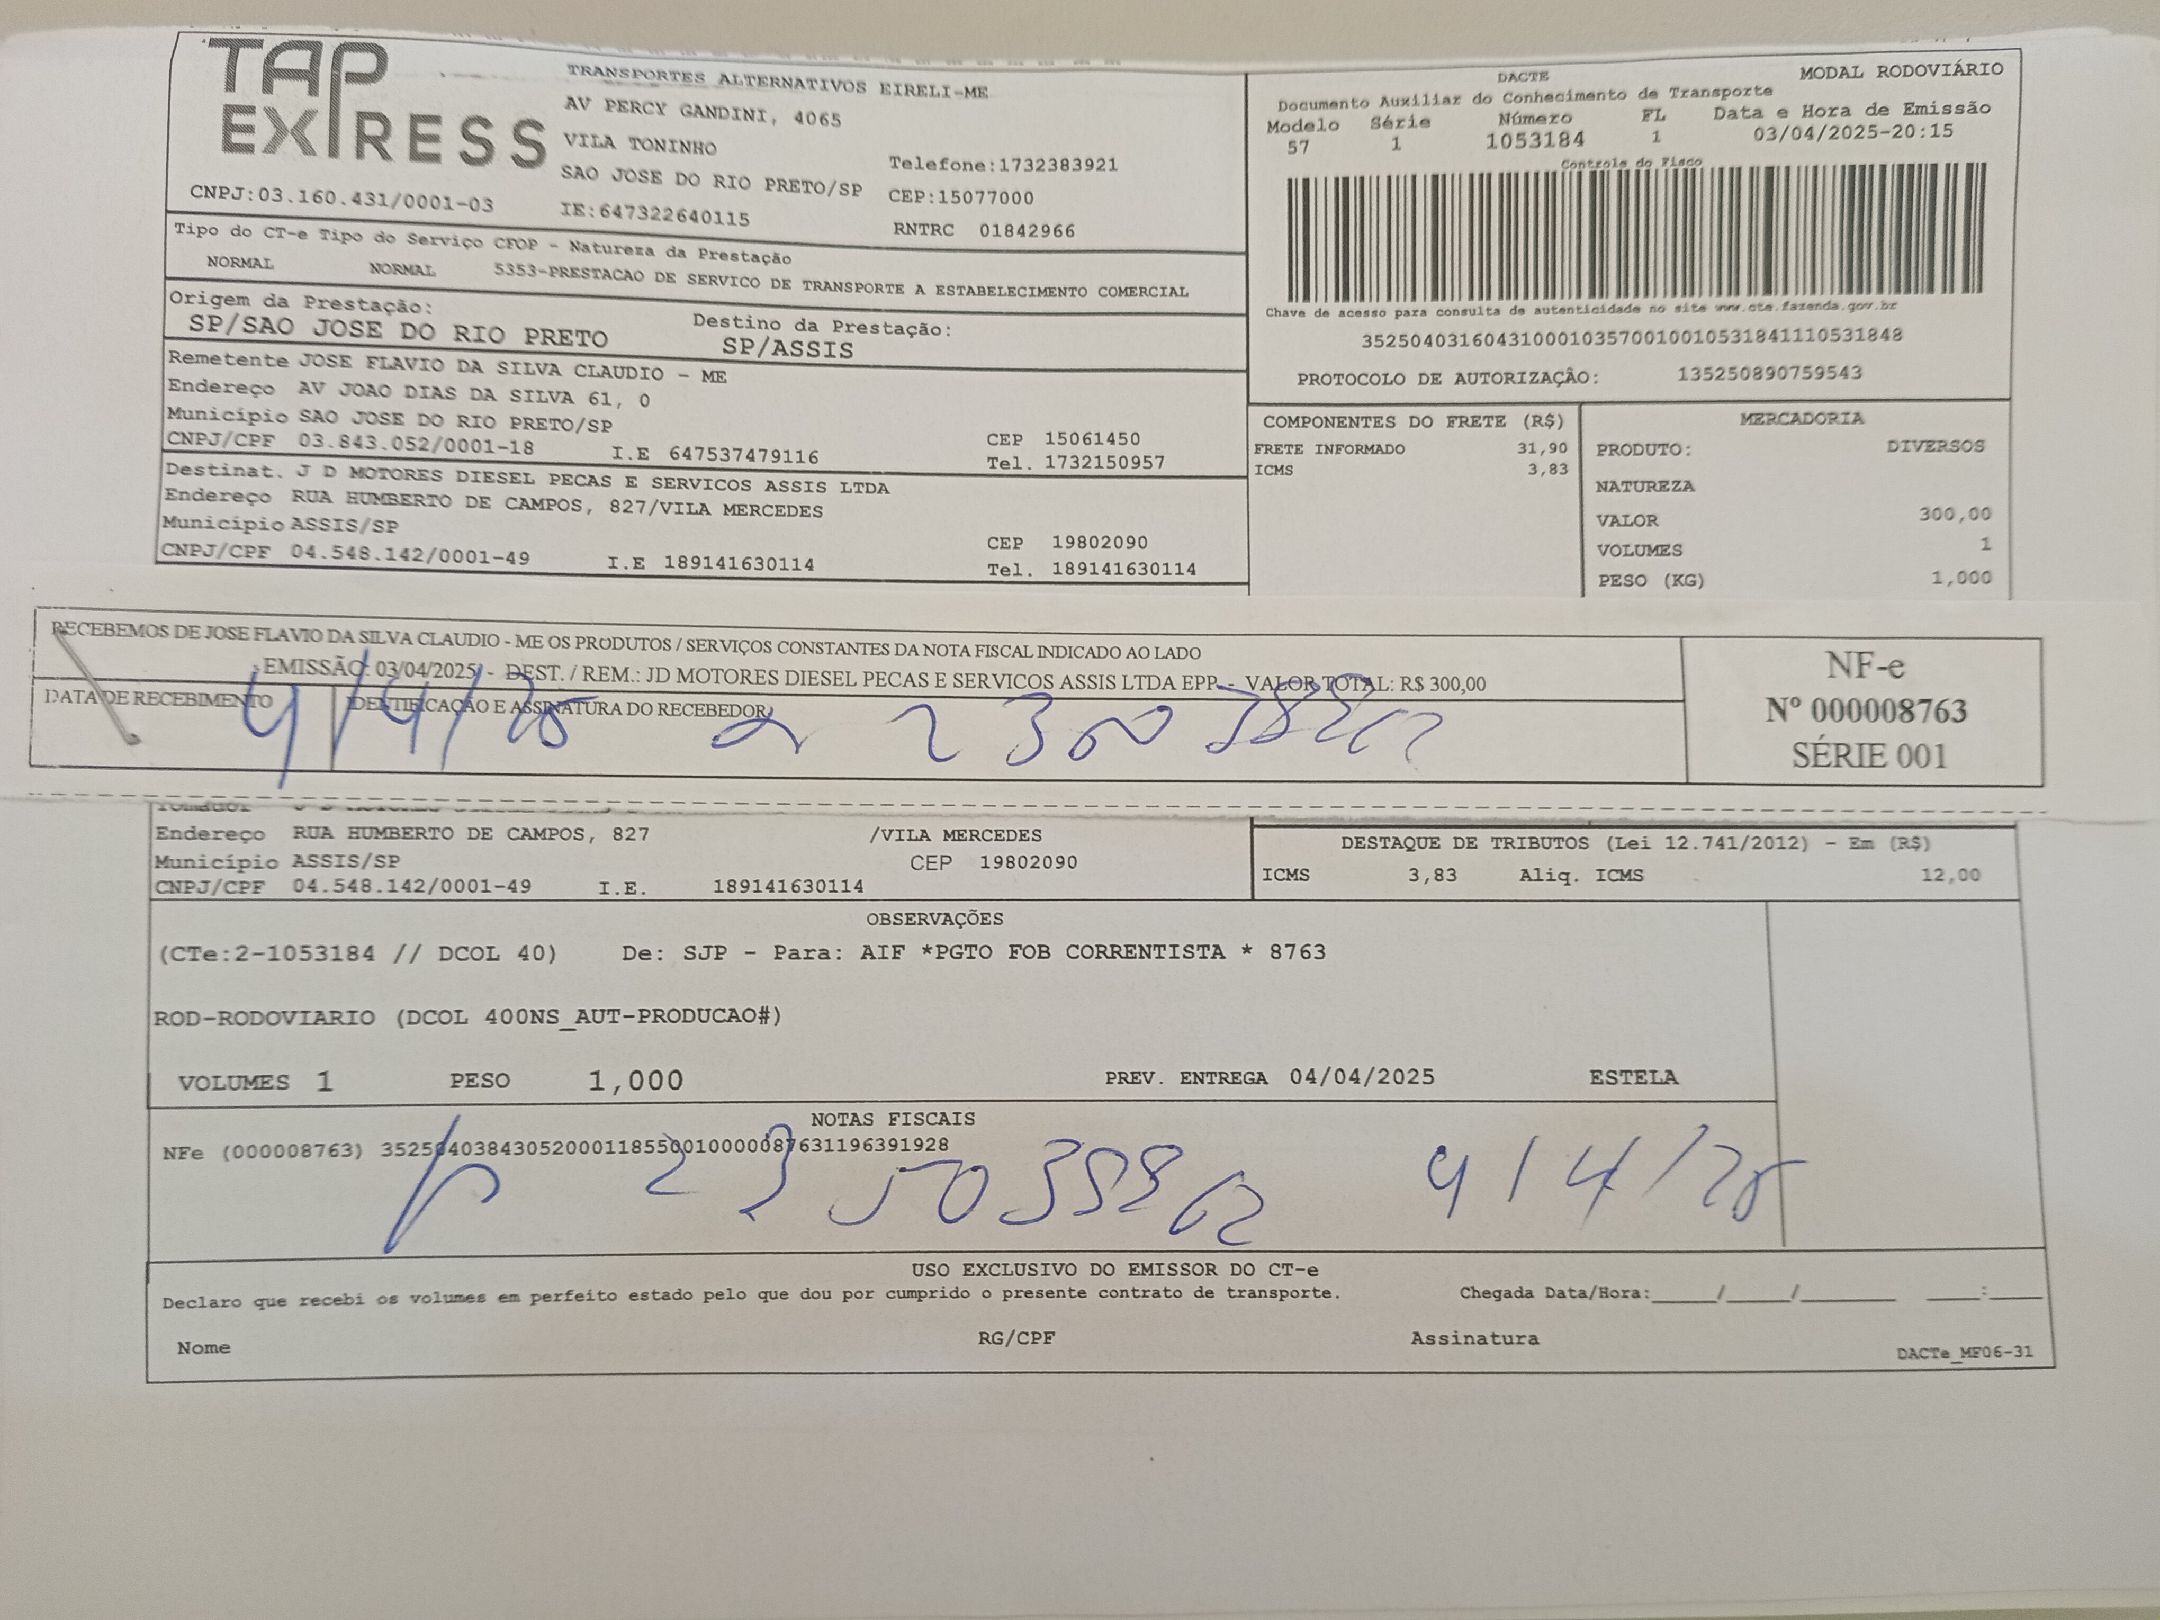 TAP EXPRESS
TRANSPORTES ALTERNATIVOS EIRELI-ME
AV PERCY GANDINI, 4065
VILA TONINHO
SAO JOSE DO RIO PRETO/SP
Telefone:1732383921
CEP:15077000
CNPJ:03.160.431/0001-03
IE:647322640115
RNTRC 01842966
DACTE
MODAL RODOVIÁRIO
Documento Auxiliar do Conhecimento de Transporte
Modelo Série Número FL Data e Hora de Emissão
57 1 1053184 1 03/04/2025-20:15
Controle do Fisco
Chave de acesso para consulta de autenticidade no site www.cte.fazenda.gov.br
35250403160431000103570010010531841110531848
PROTOCOLO DE AUTORIZAÇÃO: 135250890759543
Tipo do CT-e Tipo do Serviço CFOP - Natureza da Prestação
NORMAL NORMAL 5353-PRESTACAO DE SERVICO DE TRANSPORTE A ESTABELECIMENTO COMERCIAL
Origem da Prestação:
SP/SAO JOSE DO RIO PRETO
Destino da Prestação:
SP/ASSIS
Remetente JOSE FLAVIO DA SILVA CLAUDIO - ME
Endereço AV JOAO DIAS DA SILVA 61, 0
Município SAO JOSE DO RIO PRETO/SP
CEP 15061450
CNPJ/CPF 03.843.052/0001-18 I.E 647537479116 Tel. 1732150957
Destinat. J D MOTORES DIESEL PECAS E SERVICOS ASSIS LTDA
Endereço RUA HUMBERTO DE CAMPOS, 827/VILA MERCEDES
Município ASSIS/SP
CEP 19802090
CNPJ/CPF 04.548.142/0001-49 I.E 189141630114 Tel. 189141630114
COMPONENTES DO FRETE (R$)
FRETE INFORMADO 31,90
ICMS 3,83
MERCADORIA
PRODUTO: DIVERSOS
NATUREZA
VALOR 300,00
VOLUMES 1
PESO (KG) 1,000
RECEBEMOS DE JOSE FLAVIO DA SILVA CLAUDIO - ME OS PRODUTOS / SERVIÇOS CONSTANTES DA NOTA FISCAL INDICADO AO LADO
EMISSÃO: 03/04/2025 - DEST. / REM.: JD MOTORES DIESEL PECAS E SERVICOS ASSIS LTDA EPP - VALOR TOTAL: R$ 300,00
DATA DE RECEBIMENTO
IDENTIFICAÇÃO E ASSINATURA DO RECEBEDOR
4/4/25
NF-e
Nº 000008763
SÉRIE 001
Endereço RUA HUMBERTO DE CAMPOS, 827 /VILA MERCEDES
Município ASSIS/SP CEP 19802090
CNPJ/CPF 04.548.142/0001-49 I.E. 189141630114
DESTAQUE DE TRIBUTOS (Lei 12.741/2012) - Em (R$)
ICMS 3,83 Aliq. ICMS 12,00
OBSERVAÇÕES
(CTe:2-1053184 // DCOL 40) De: SJP - Para: AIF *PGTO FOB CORRENTISTA * 8763
ROD-RODOVIARIO (DCOL 400NS_AUT-PRODUCAO#)
VOLUMES 1 PESO 1,000 PREV. ENTREGA 04/04/2025 ESTELA
NOTAS FISCAIS
NFe (000008763) 35250403843052000118550010000087631196391928
4/4/25
USO EXCLUSIVO DO EMISSOR DO CT-e
Declaro que recebi os volumes em perfeito estado pelo que dou por cumprido o presente contrato de transporte. Chegada Data/Hora:_____/_____/_______ ____:____
Nome RG/CPF Assinatura
DACTe_MF06-31